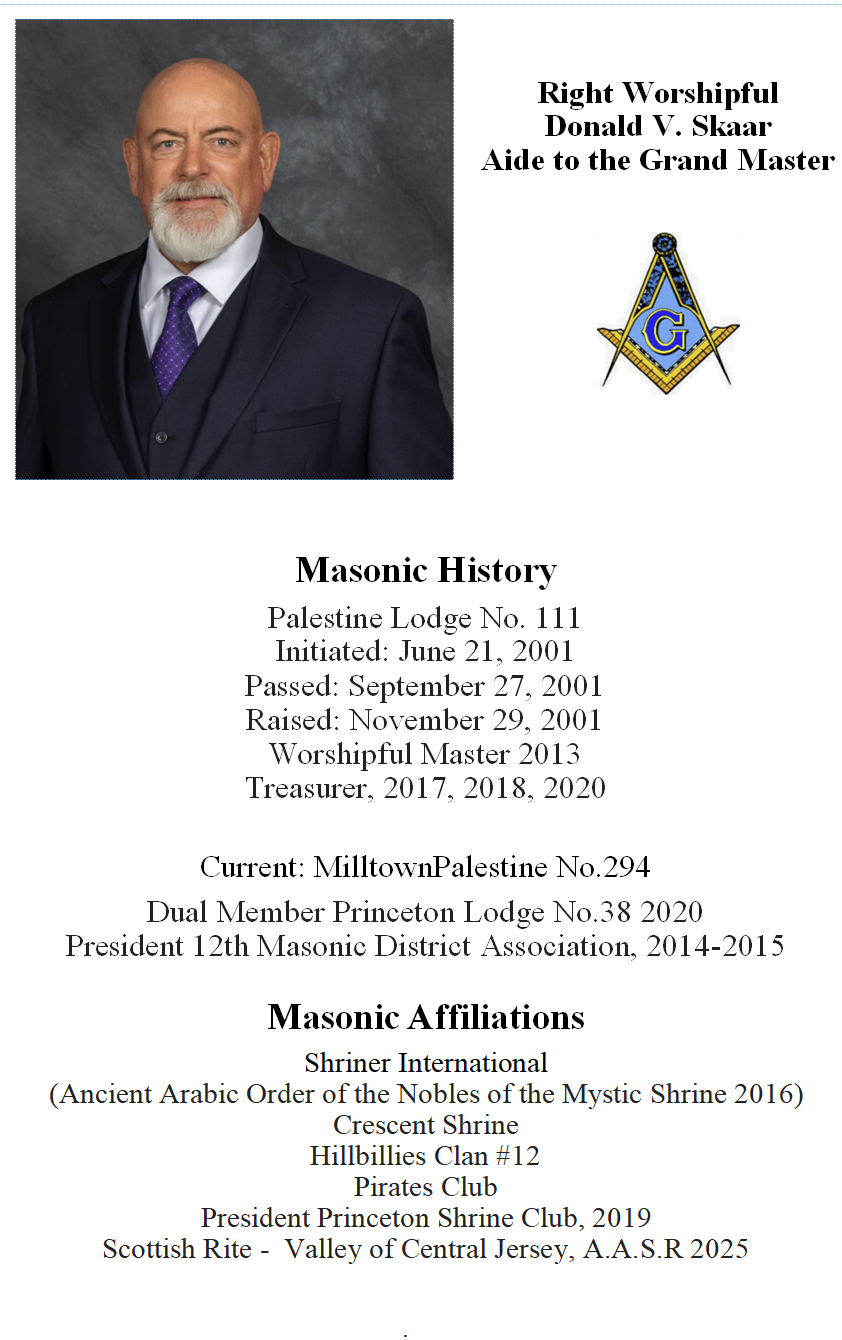 Right Worshipful
Donald V. Skaar
Aide to the Grand Master
G
Masonic History
Palestine Lodge No. 111
Initiated: June 21, 2001
Passed: September 27, 2001
Raised: November 29, 2001
Worshipful Master 2013
Treasurer, 2017, 2018, 2020
Current: MilltownPalestine No.294
Dual Member Princeton Lodge No.38 2020
President 12th Masonic District Association, 2014-2015
Masonic Affiliations
Shriner International
(Ancient Arabic Order of the Nobles of the Mystic Shrine 2016)
Crescent Shrine
Hillbillies Clan #12
Pirates Club
President Princeton Shrine Club, 2019
Scottish Rite -  Valley of Central Jersey, A.A.S.R 2025
.